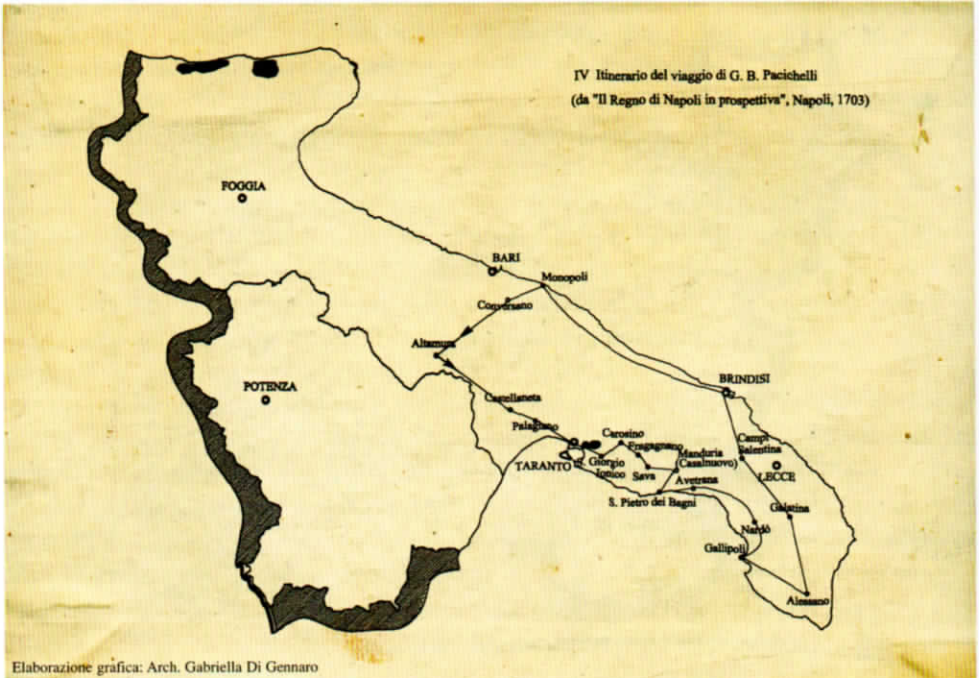 IV Itinerario del viaggio di G. B. Pacichelli
(da "Il Regno di Napoli in prospettiva", Napoli, 1703)
FOGGIA
BARI
Monopoli
Conversano
Altamura
POTENZA
BRINDISI
Castellaneta
Palagiano
Carosino
Fragagnano
Manduria
(Casalnuovo)
Campi
Salentina
TARANTO
S. Giorgio
Ionico
Sava
Avetrana
LECCE
S. Pietro dei Bagni
Galatina
Nardò
Gallipoli
Alessano
Elaborazione grafica: Arch. Gabriella Di Gennaro